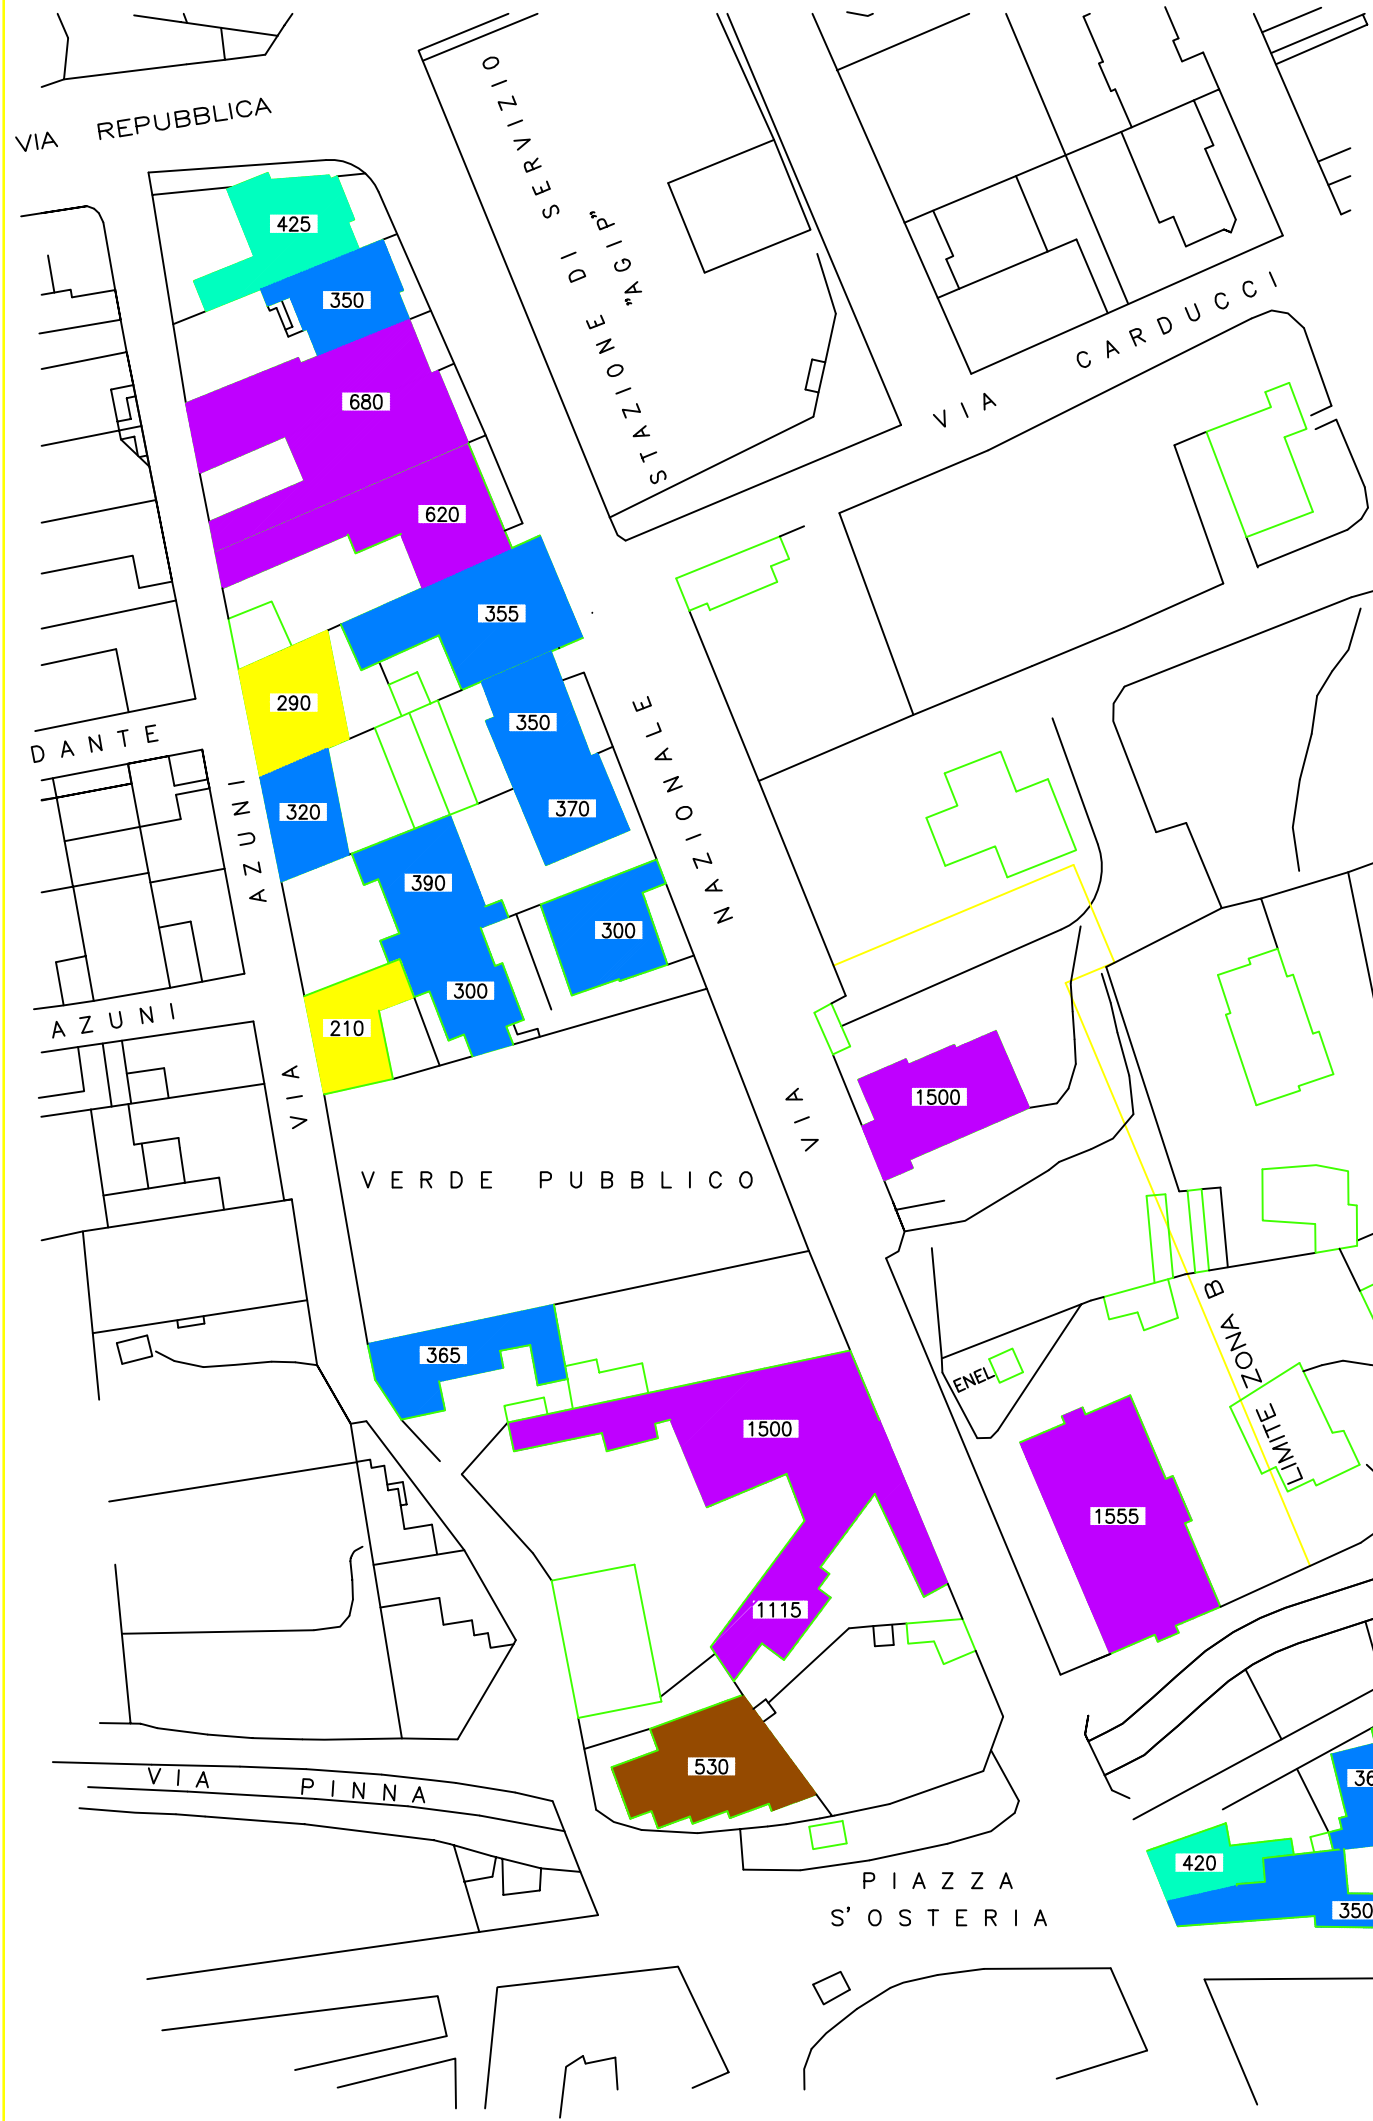 VIA REPUBBLICA
STAZIONE DI SERVIZIO
"AGIP"
425
350
680
620
355
290
350
320
370
390
300
300
210
VIA CARDUCCI
DANTE
AZUNI
VIA AZUNI
VIA NAZIONALE
1500
VERDE PUBBLICO
365
1500
1115
530
ENEL
LIMITE ZONA B
1555
VIA PINNA
36
420
350
PIAZZA
S'OSTERIA